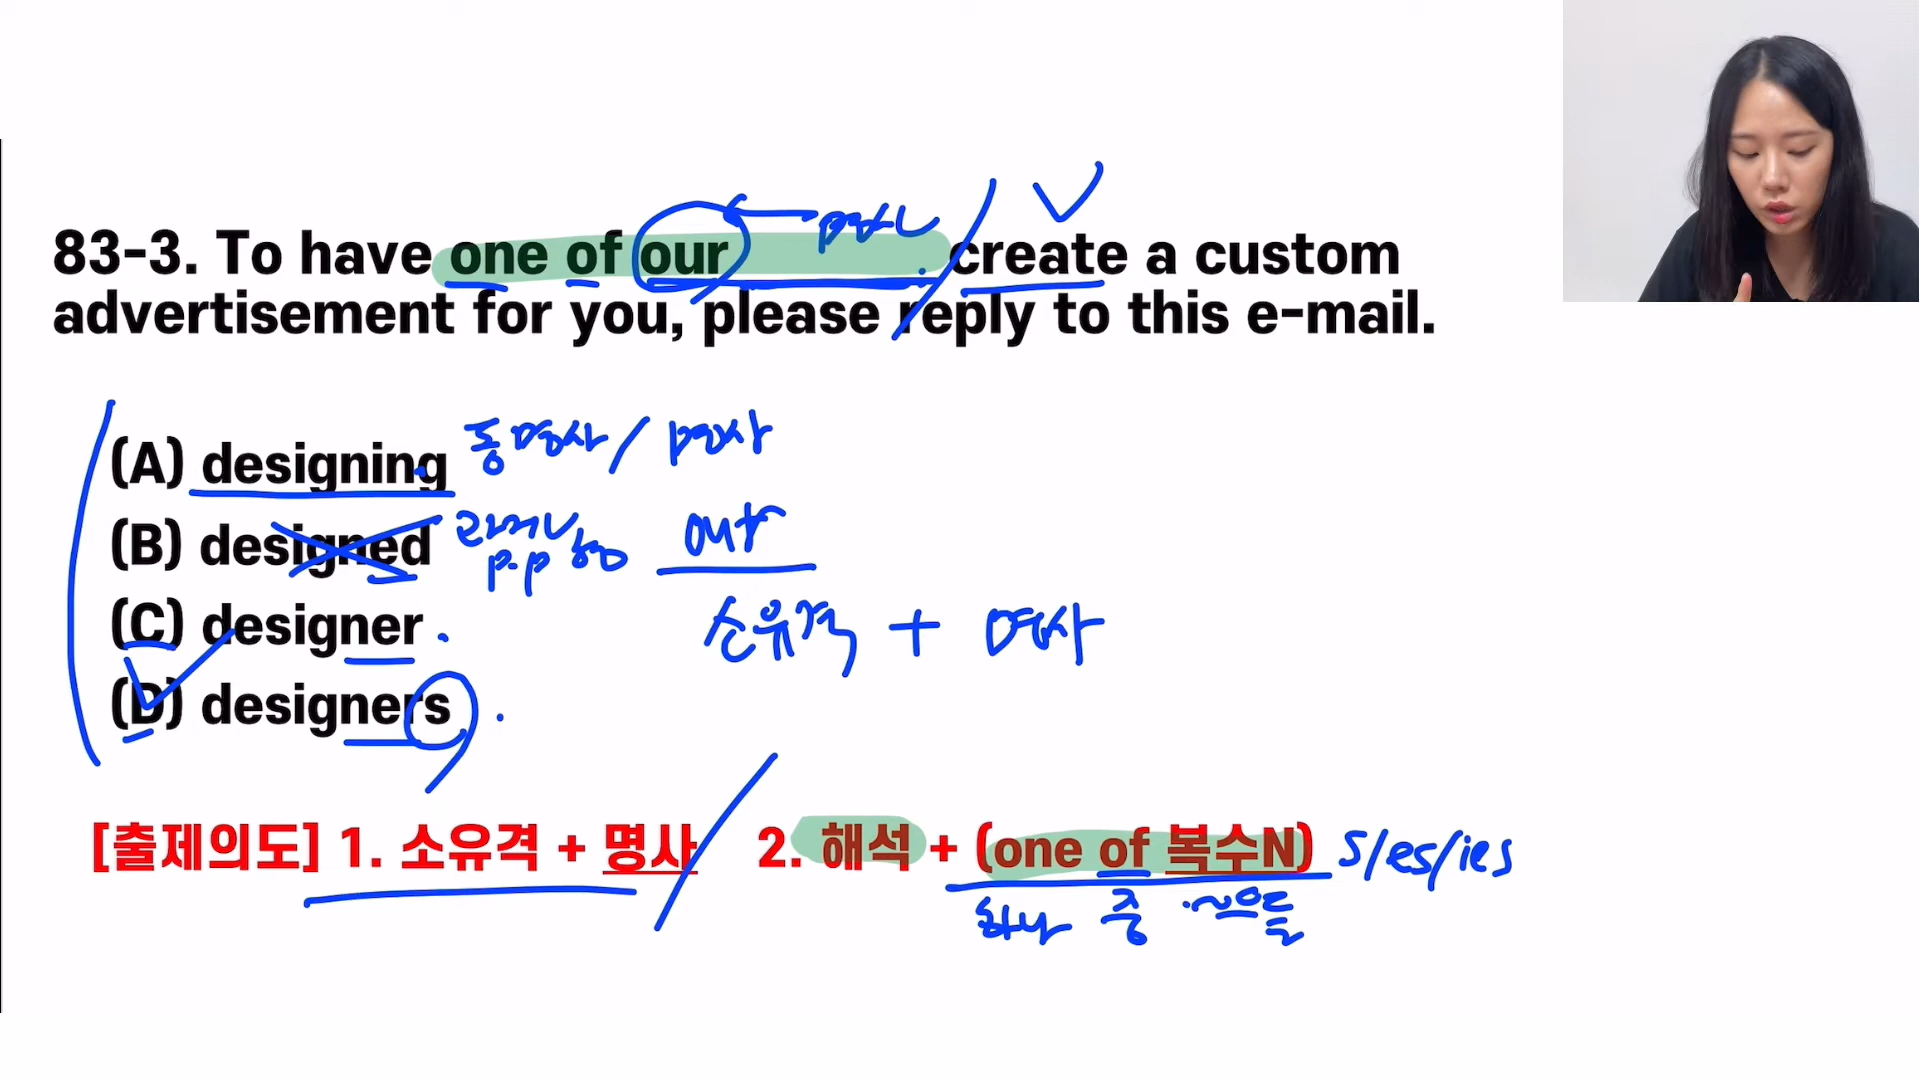 명사
83-3. To have one of our create a custom
advertisement for you, please reply to this e-mail.
(A) designing 동명사 / 명사
(B) designed 과거V p.p 형 our
(C) designer 소유격 + 명사
(D) designers
[출제의도] 1. 소유격 + 명사 2. 해석 + (one of 복수N) s/es/ies
하나 중 ~으들